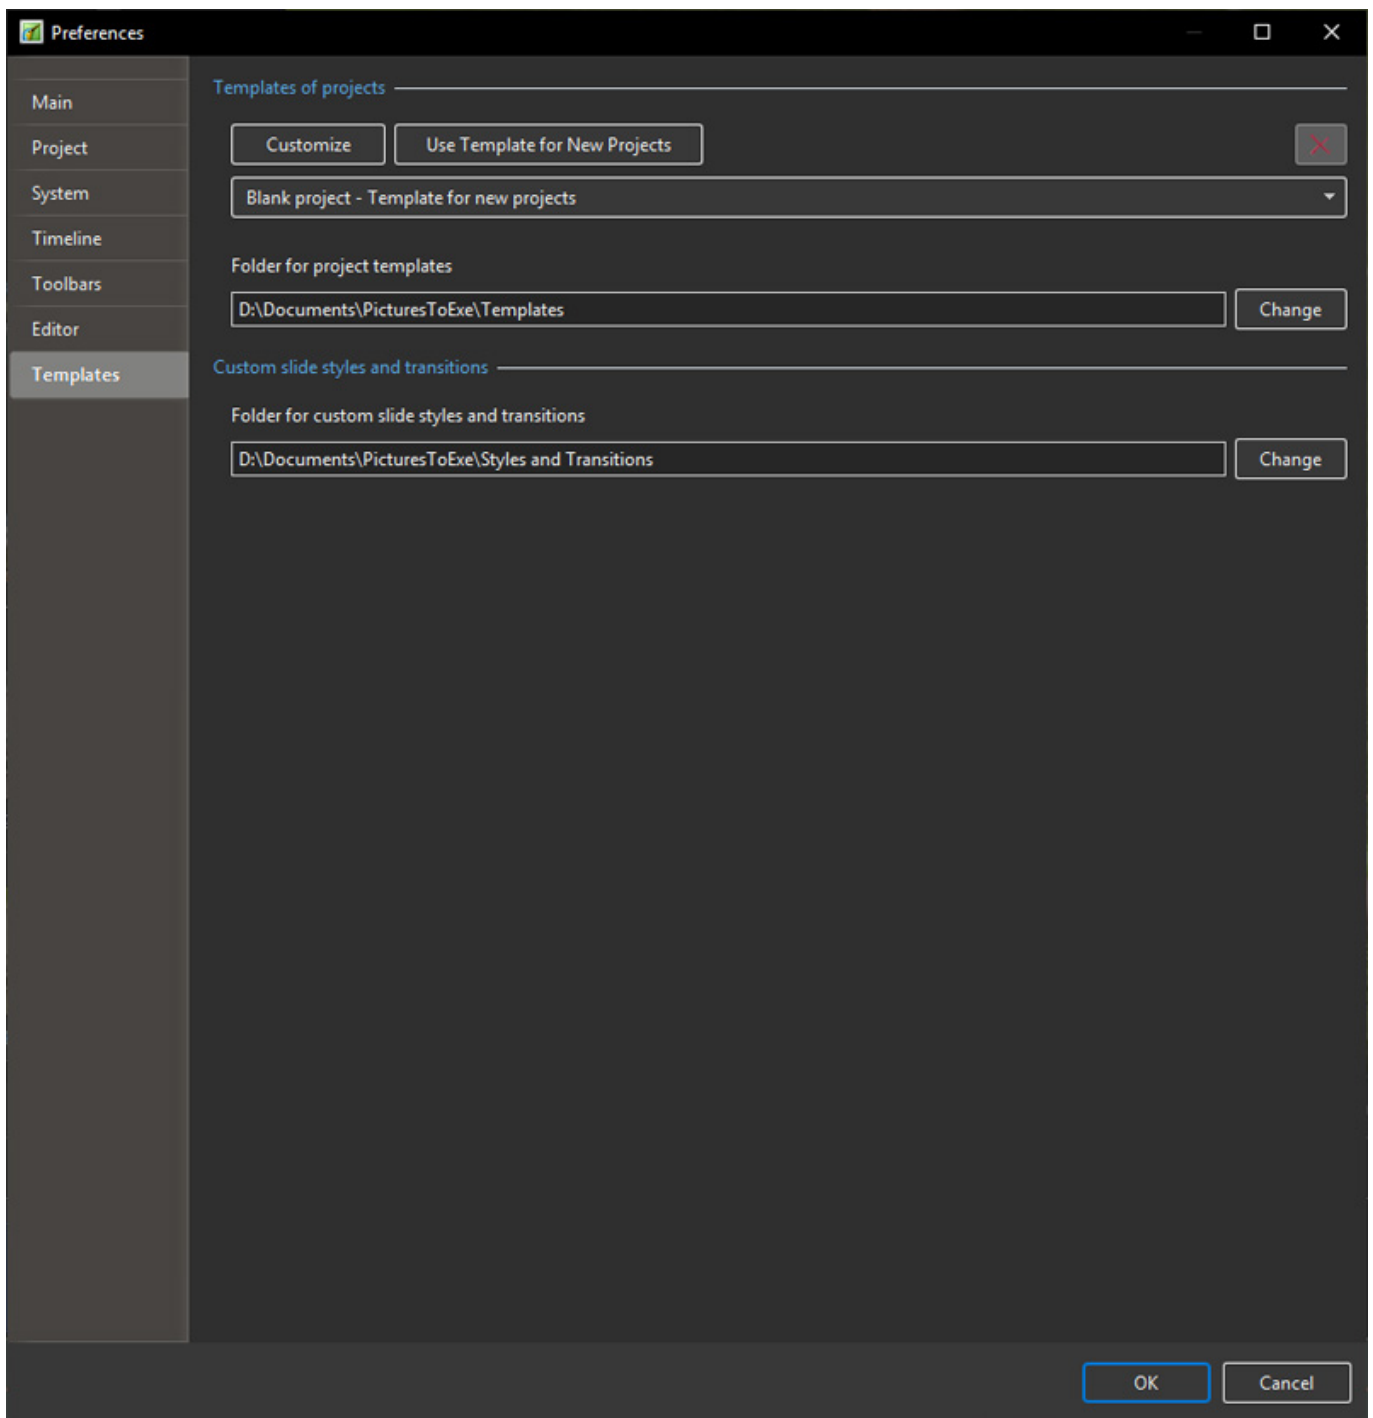 Preferences
Main
Project
System
Timeline
Toolbars
Editor
Templates
Templates of projects
Customize
Use Template for New Projects
Blank project - Template for new projects
Folder for project templates
D:\Documents\PicturesToExe\Templates
Change
Custom slide styles and transitions
Folder for custom slide styles and transitions
D:\Documents\PicturesToExe\Styles and Transitions
Change
OK
Cancel